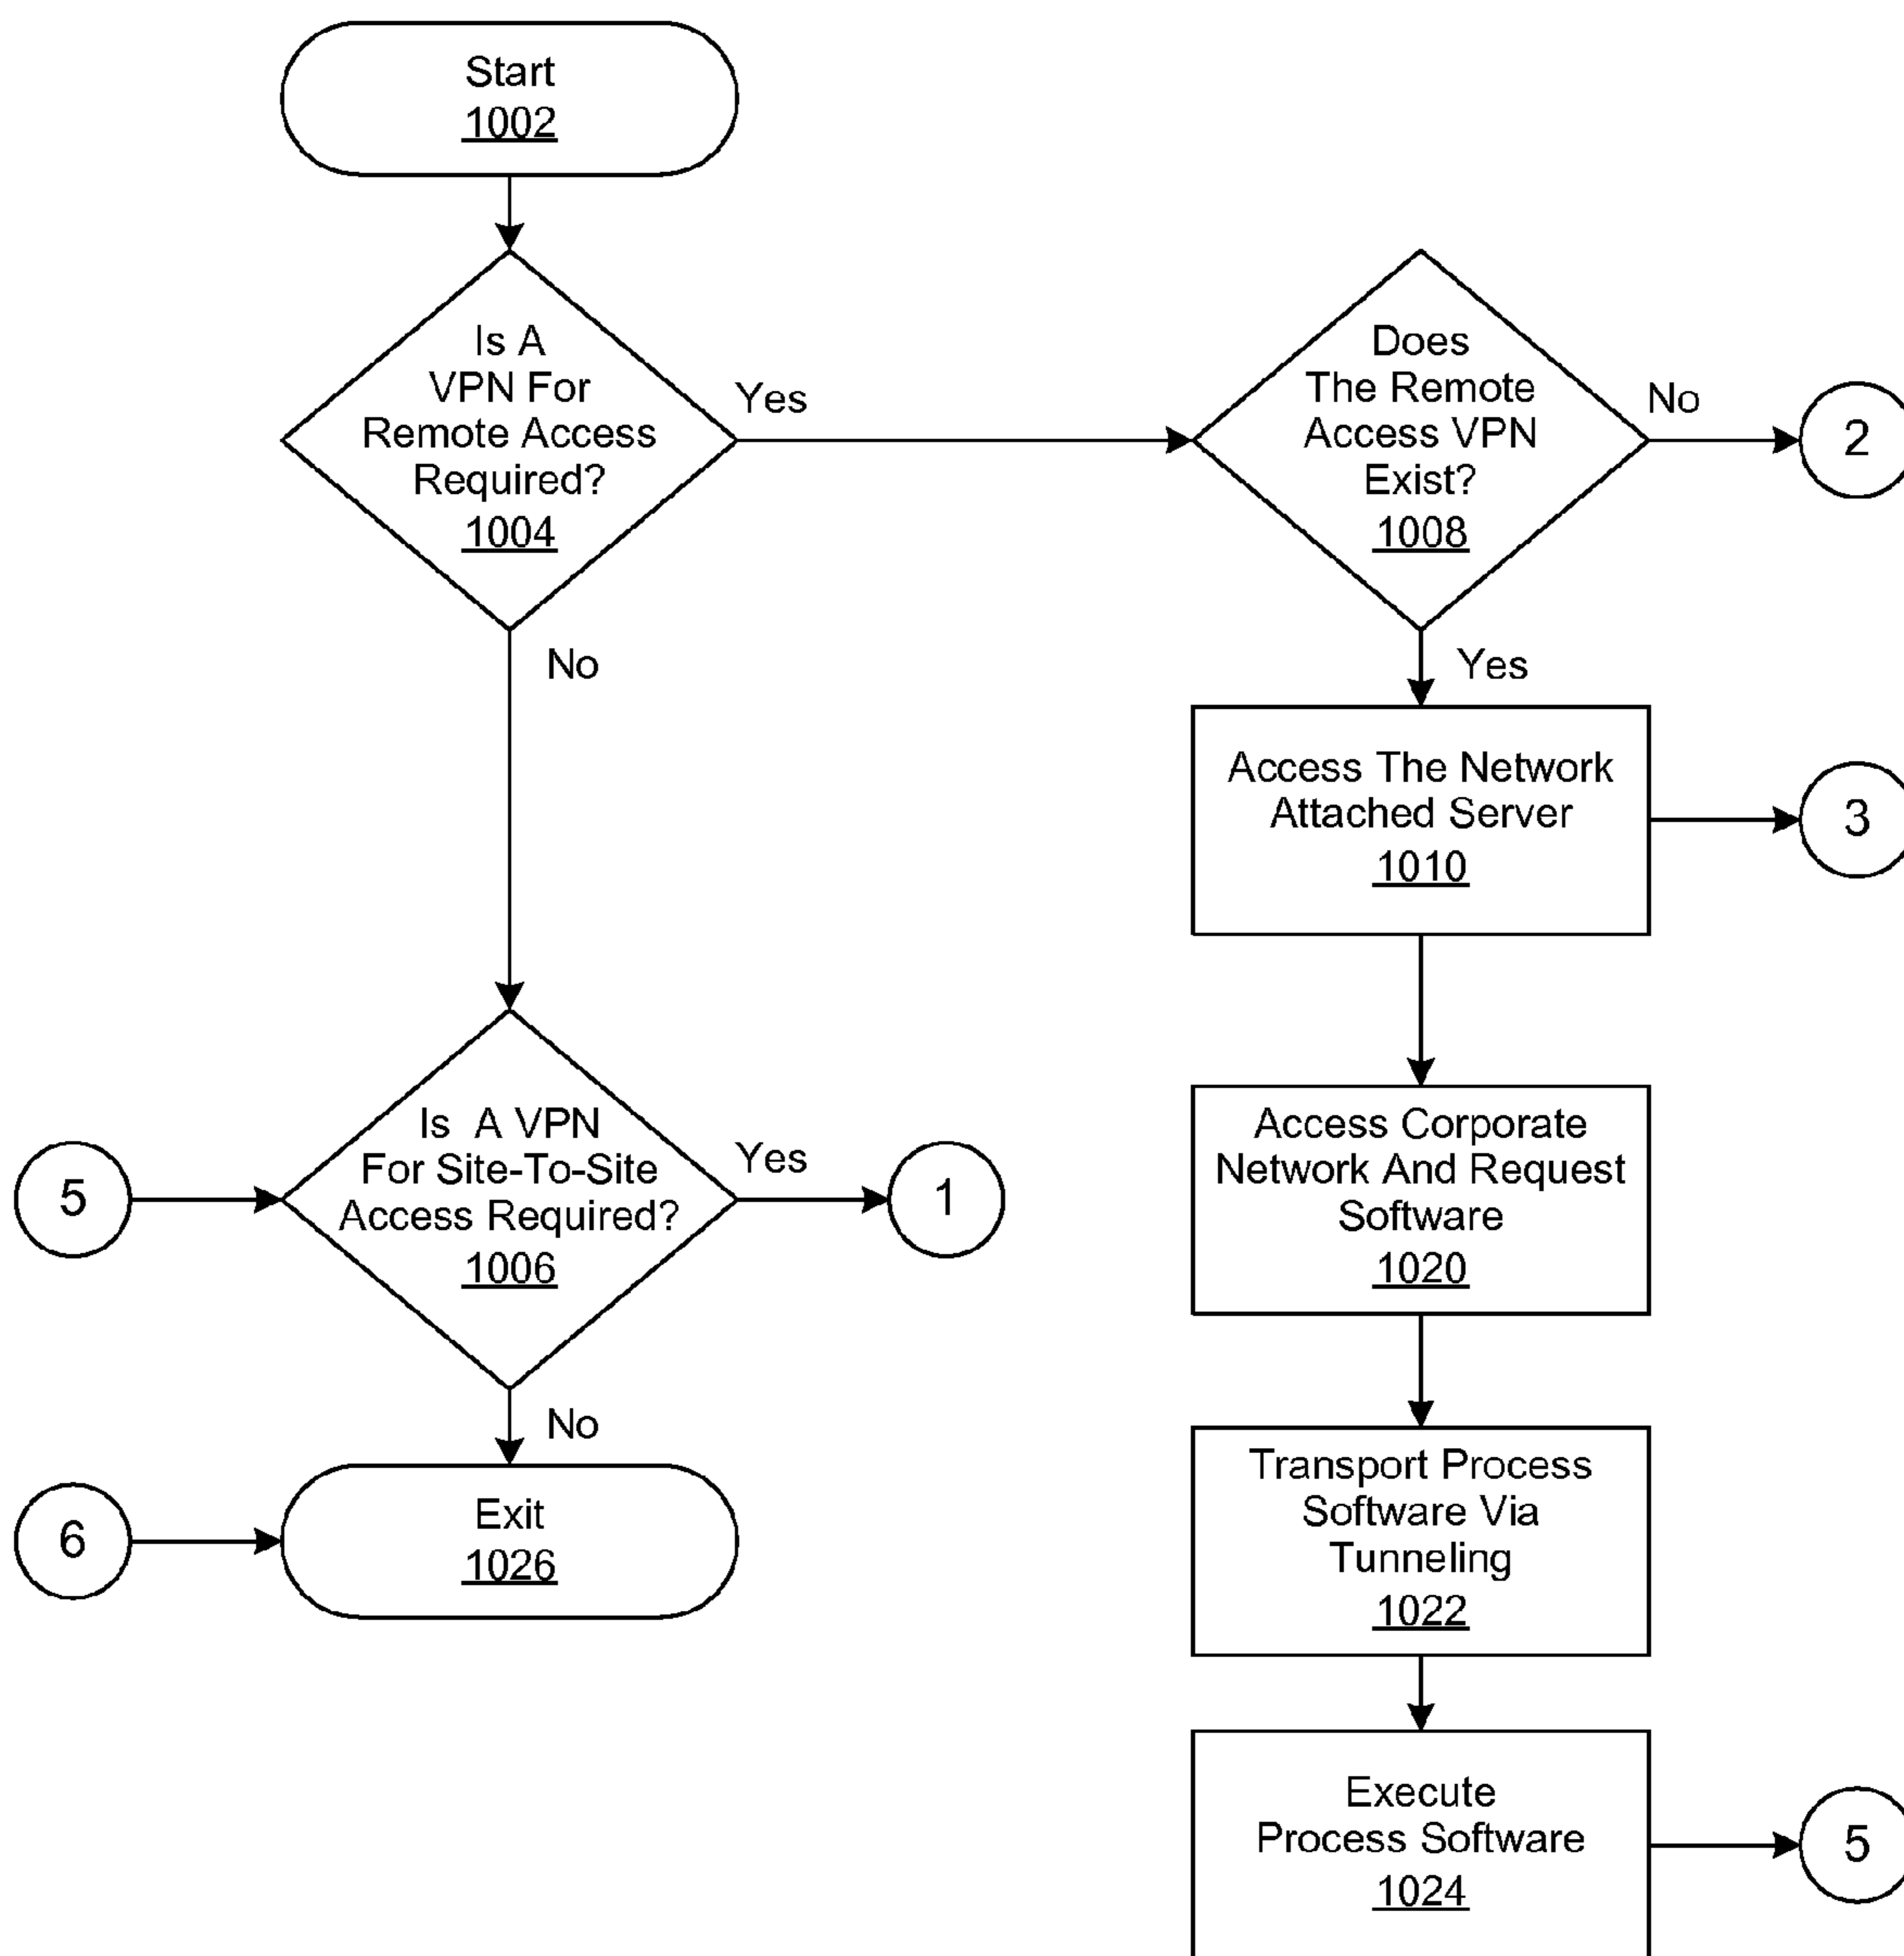 Start
1002
Is A
VPN For
Remote Access
Required?
1004
Yes
No
Does
The Remote
Access VPN
Exist?
1008
No
2
Yes
Access The Network
Attached Server
1010
3
Access Corporate
Network And Request
Software
1020
5
Is A VPN
For Site-To-Site
Access Required?
1006
Yes
1
No
6
Exit
1026
Transport Process
Software Via
Tunneling
1022
Execute
Process Software
1024
5